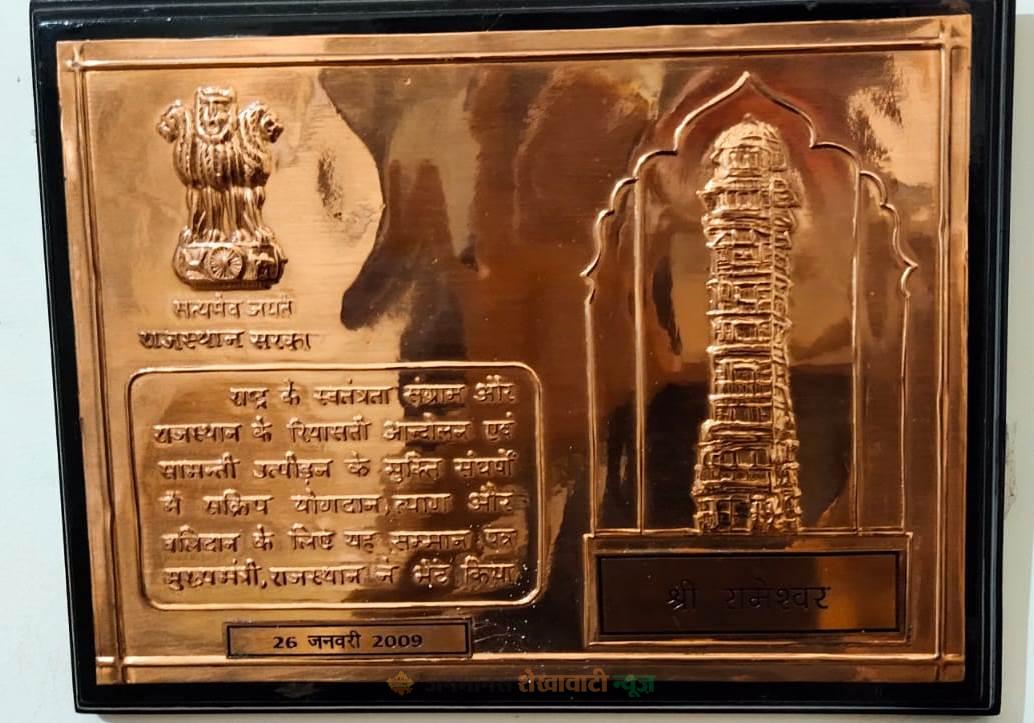 सत्यमेव जयते
राजस्थान सरका
राष्ट्र के स्वतंत्रता संग्राम और
राजस्थान के रियासती आन्दोलन एवं
सामन्ती उत्पीड़न के मुक्ति संघर्षो
में सक्रिय योगदान, त्याग और
बलिदान के लिए यह सम्मान पत्र
मुख्यमंत्री, राजस्थान ने भेंट किया
श्री रामेश्वर
26 जनवरी 2009
शेखावाटी न्यूज़